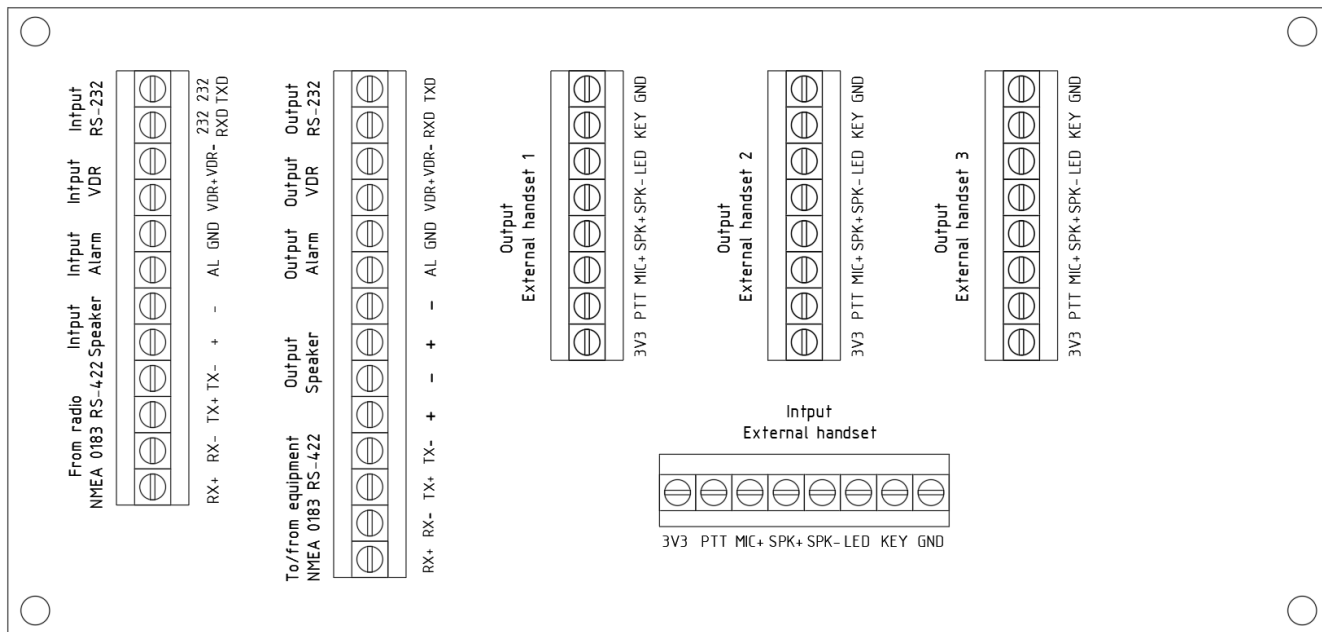 Intput
RS-232
232 232
RXD TXD
Intput
VDR
VDR+ VDR-
Intput
Alarm
AL GND
Intput
Speaker
+ -
From radio
NMEA 0183 RS-422
RX+ RX- TX+ TX-
Output
RS-232
RXD TXD
Output
VDR
VDR+ VDR-
Output
Alarm
AL GND
Output
Speaker
+ - + -
To/from equipment
NMEA 0183 RS-422
RX+ RX- TX+ TX-
Output
External handset 1
3V3 PTT MIC+ SPK+ SPK- LED KEY GND
Output
External handset 2
3V3 PTT MIC+ SPK+ SPK- LED KEY GND
Output
External handset 3
3V3 PTT MIC+ SPK+ SPK- LED KEY GND
Intput
External handset
3V3 PTT MIC+ SPK+ SPK- LED KEY GND